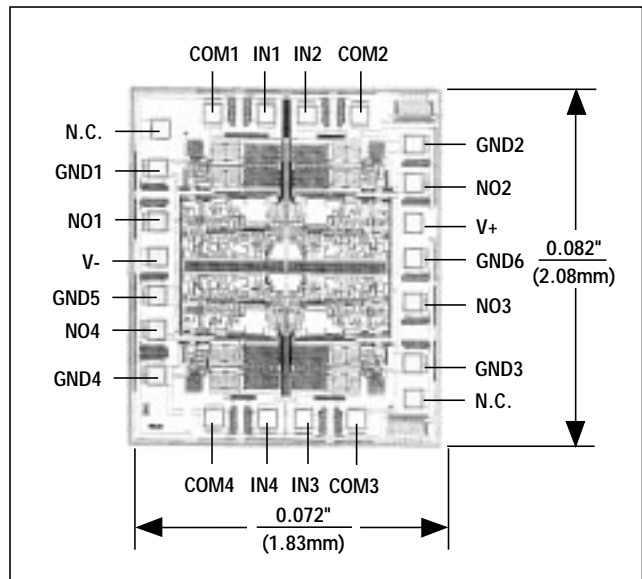 COM1 IN1 IN2 COM2
N.C.
GND1
NO1
V-
GND5
NO4
GND4
GND2
NO2
V+
GND6
NO3
GND3
N.C.
0.082"
(2.08mm)
COM4 IN4 IN3 COM3
0.072"
(1.83mm)